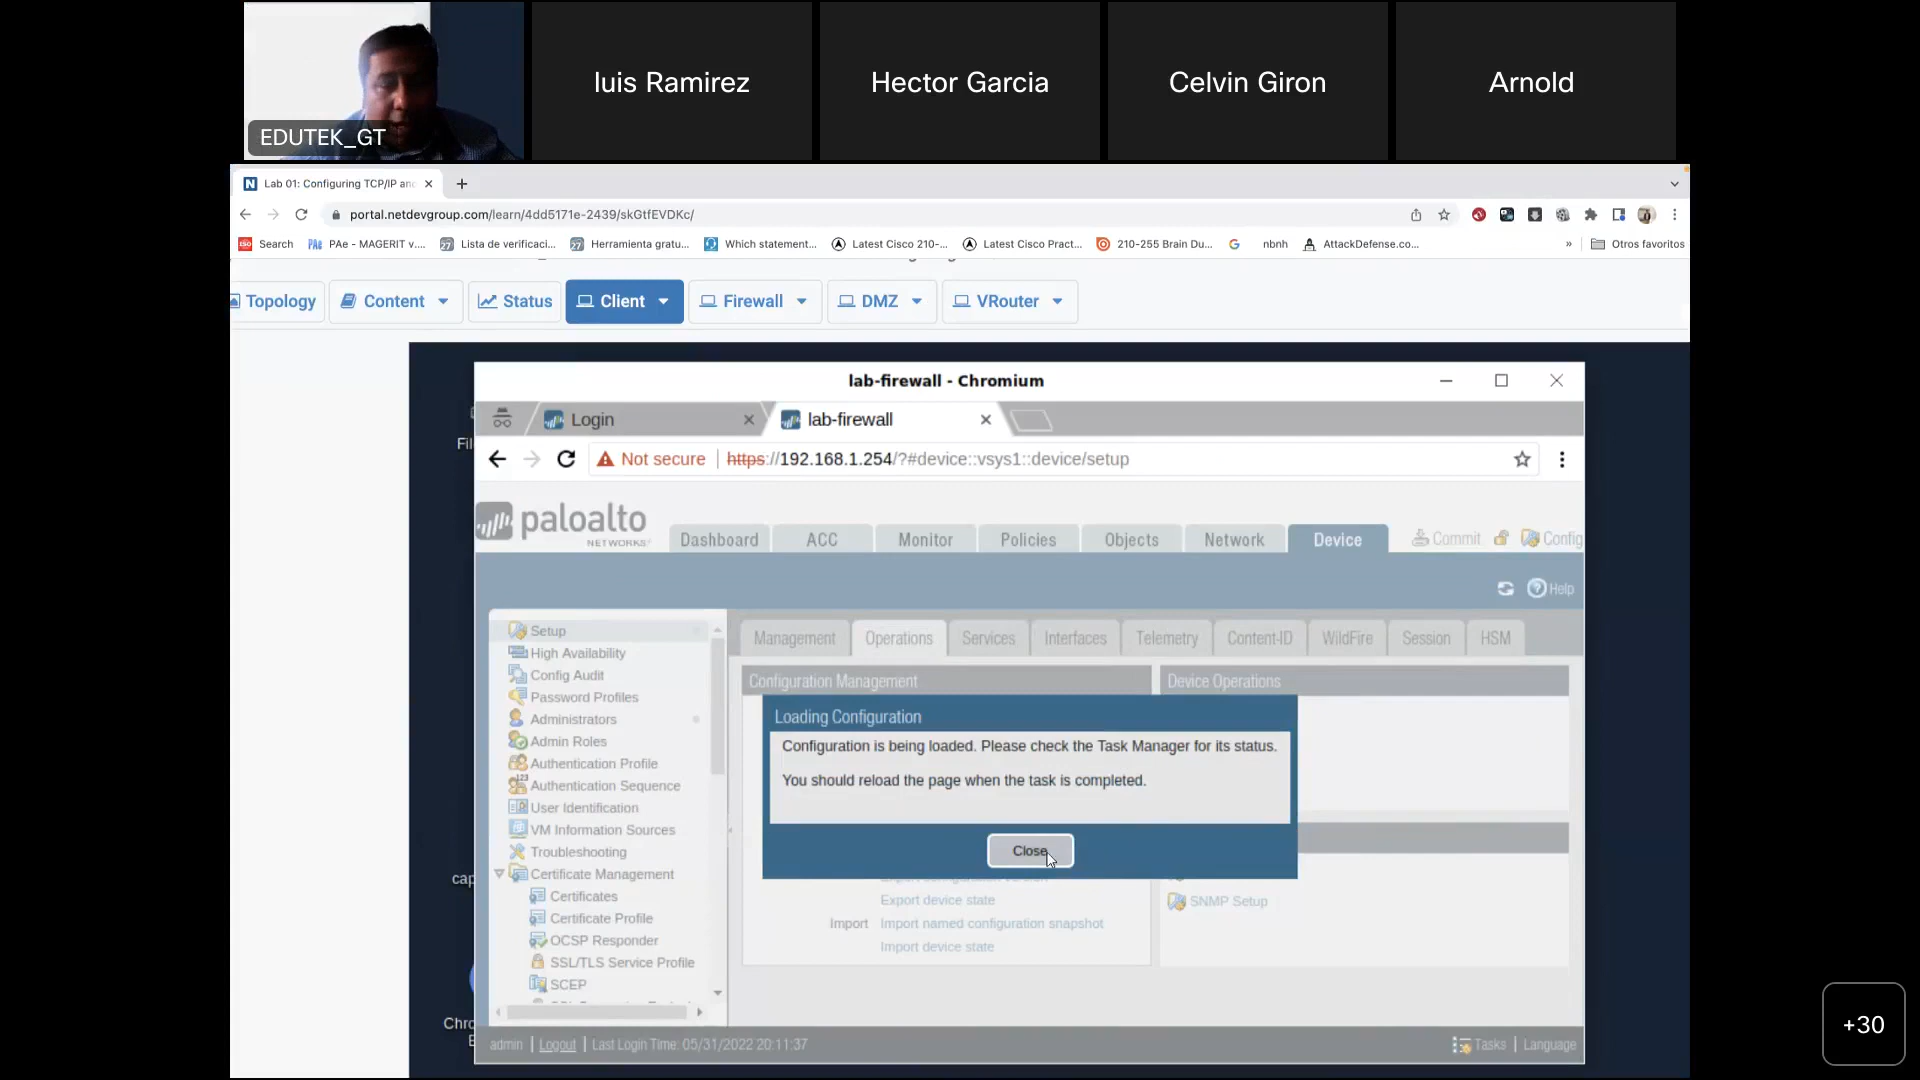 EDUTEK_GT
luis Ramirez
Hector Garcia
Celvin Giron
Arnold
Lab 01: Configuring TCP/IP and
portal.netdevgroup.com/learn/4dd5171e-2439/skGtfEVDKc/
Search
PAe - MAGERIT v....
Lista de verificaci...
Herramienta gratu...
Which statement...
Latest Cisco 210-...
Latest Cisco Pract...
210-255 Brain Du...
nbnh
AttackDefense.co...
»
Otros favoritos
Topology
Content
Status
Client
Firewall
DMZ
VRouter
lab-firewall - Chromium
Login
lab-firewall
Not secure | https://192.168.1.254/?#device::vsys1::device/setup
Fil
cap
Chro
E
paloalto
NETWORKS
Dashboard
ACC
Monitor
Policies
Objects
Network
Device
Commit
Config
Help
Setup
High Availability
Config Audit
Password Profiles
Administrators
Admin Roles
Authentication Profile
Authentication Sequence
User Identification
VM Information Sources
Troubleshooting
Certificate Management
Certificates
Certificate Profile
OCSP Responder
SSL/TLS Service Profile
SCEP
Management
Operations
Services
Interfaces
Telemetry
Content-ID
WildFire
Session
HSM
Configuration Management
Device Operations
Loading Configuration
Configuration is being loaded. Please check the Task Manager for its status.
You should reload the page when the task is completed.
Close
Export device state
Import
Import named configuration snapshot
Import device state
SNMP Setup
admin | Logout | Last Login Time: 05/31/2022 20:11:37
Tasks | Language
+30